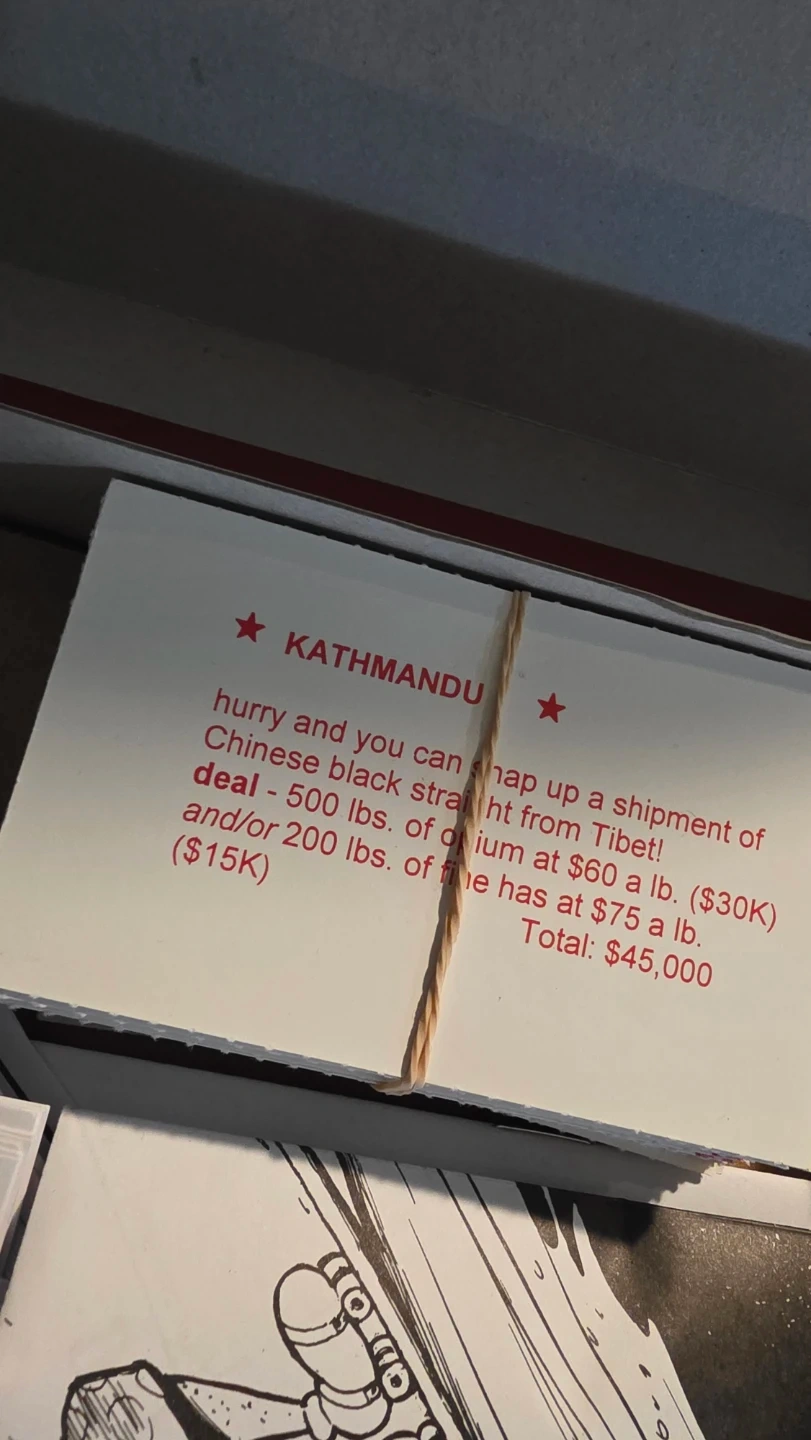 ★ KATHMANDU ★
hurry and you can snap up a shipment of
Chinese black straight from Tibet!
deal - 500 lbs. of opium at $60 a lb. ($30K)
and/or 200 lbs. of fine has at $75 a lb.
($15K)
Total: $45,000